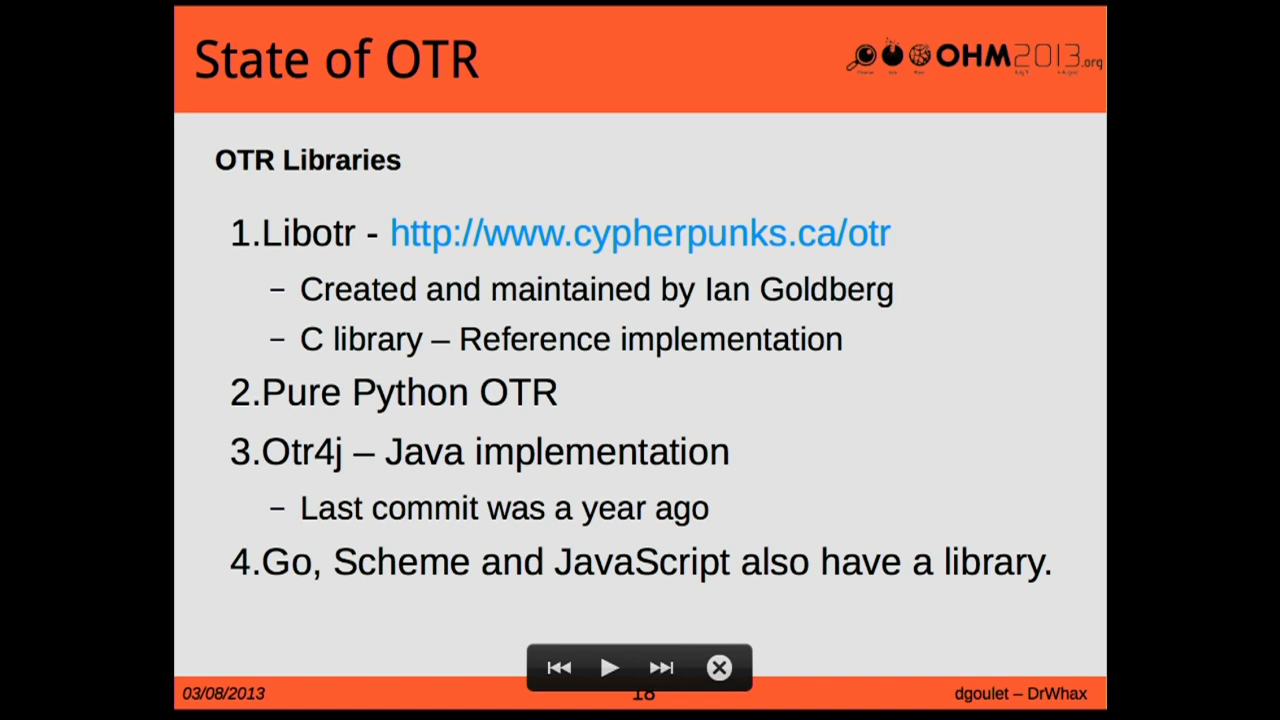 State of OTR
OHM2013.org
OTR Libraries
1.Libotr - http://www.cypherpunks.ca/otr
– Created and maintained by Ian Goldberg
– C library – Reference implementation
2.Pure Python OTR
3.Otr4j – Java implementation
– Last commit was a year ago
4.Go, Scheme and JavaScript also have a library.
03/08/2013
18
dgoulet – DrWhax